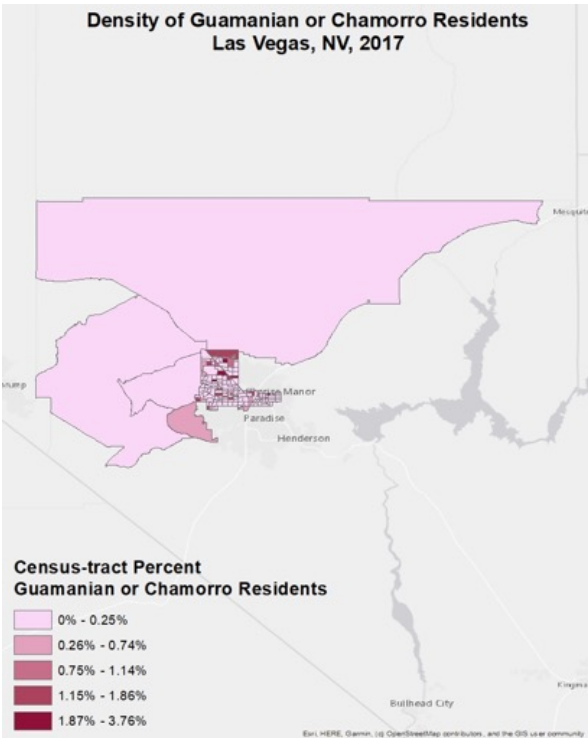 Density of Guamanian or Chamorro Residents
Las Vegas, NV, 2017
Mesquite
Manor
Paradise
Henderson
Census-tract Percent
Guamanian or Chamorro Residents
0% - 0.25%
0.26% - 0.74%
0.75% - 1.14%
1.15% - 1.86%
1.87% - 3.76%
Kingma
Bullhead City
Esri, HERE, Garmin, (c) OpenStreetMap contributors, and the GIS user community